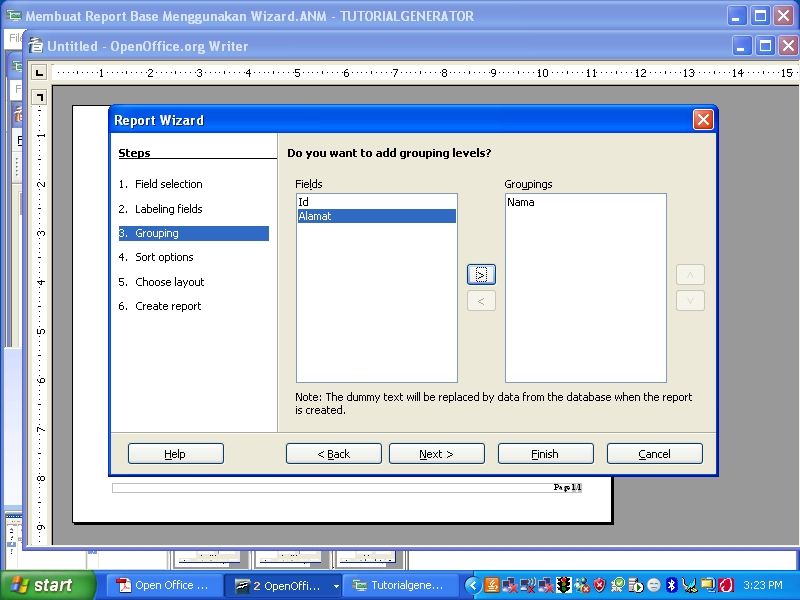 Membuat Report Base Menggunakan Wizard.ANM - TUTORIALGENERATOR
Untitled - OpenOffice.org Writer
1 2 3 4 5 6 7 8 9 10 11 12 13 14 15
Report Wizard
Steps
1. Field selection
2. Labeling fields
3. Grouping
4. Sort options
5. Choose layout
6. Create report
Do you want to add grouping levels?
Fields
Groupings
Id
Alamat
Nama
>
<
Note: The dummy text will be replaced by data from the database when the report
is created.
Help
< Back
Next >
Finish
Cancel
Page 1/1
1
2
3
4
5
6
7
8
9
start
Open Office ...
2 OpenOffi...
Tutorialgene...
3:23 PM